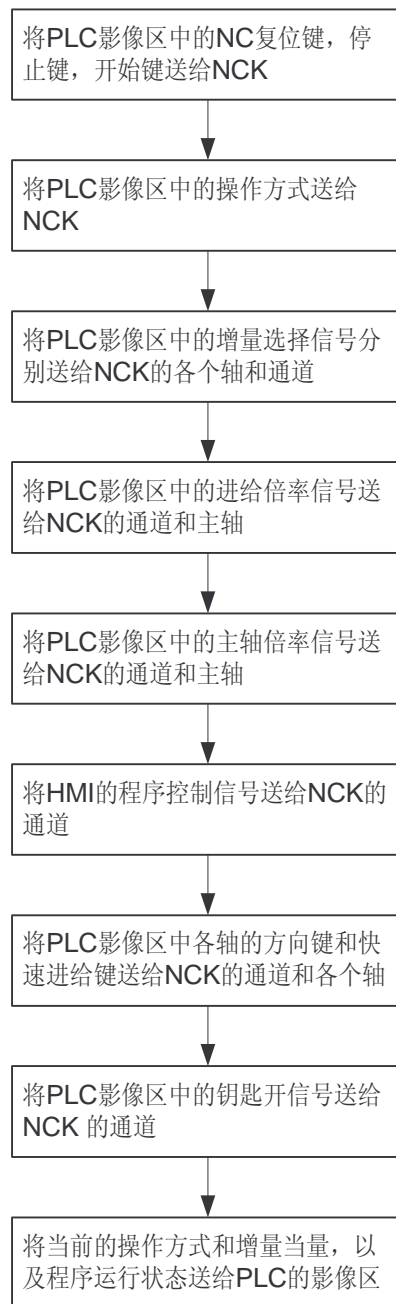 将PLC影像区中的NC复位键，停
止键，开始键送给NCK
将PLC影像区中的操作方式送给
NCK
将PLC影像区中的增量选择信号分
别送给NCK的各个轴和通道
将PLC影像区中的进给倍率信号送
给NCK的通道和主轴
将PLC影像区中的主轴倍率信号送
给NCK的通道和主轴
将HMI的程序控制信号送给NCK的
通道
将PLC影像区中各轴的方向键和快
速进给键送给NCK的通道和各个轴
将PLC影像区中的钥匙开信号送给
NCK 的通道
将当前的操作方式和增量当量，以
及程序运行状态送给PLC的影像区